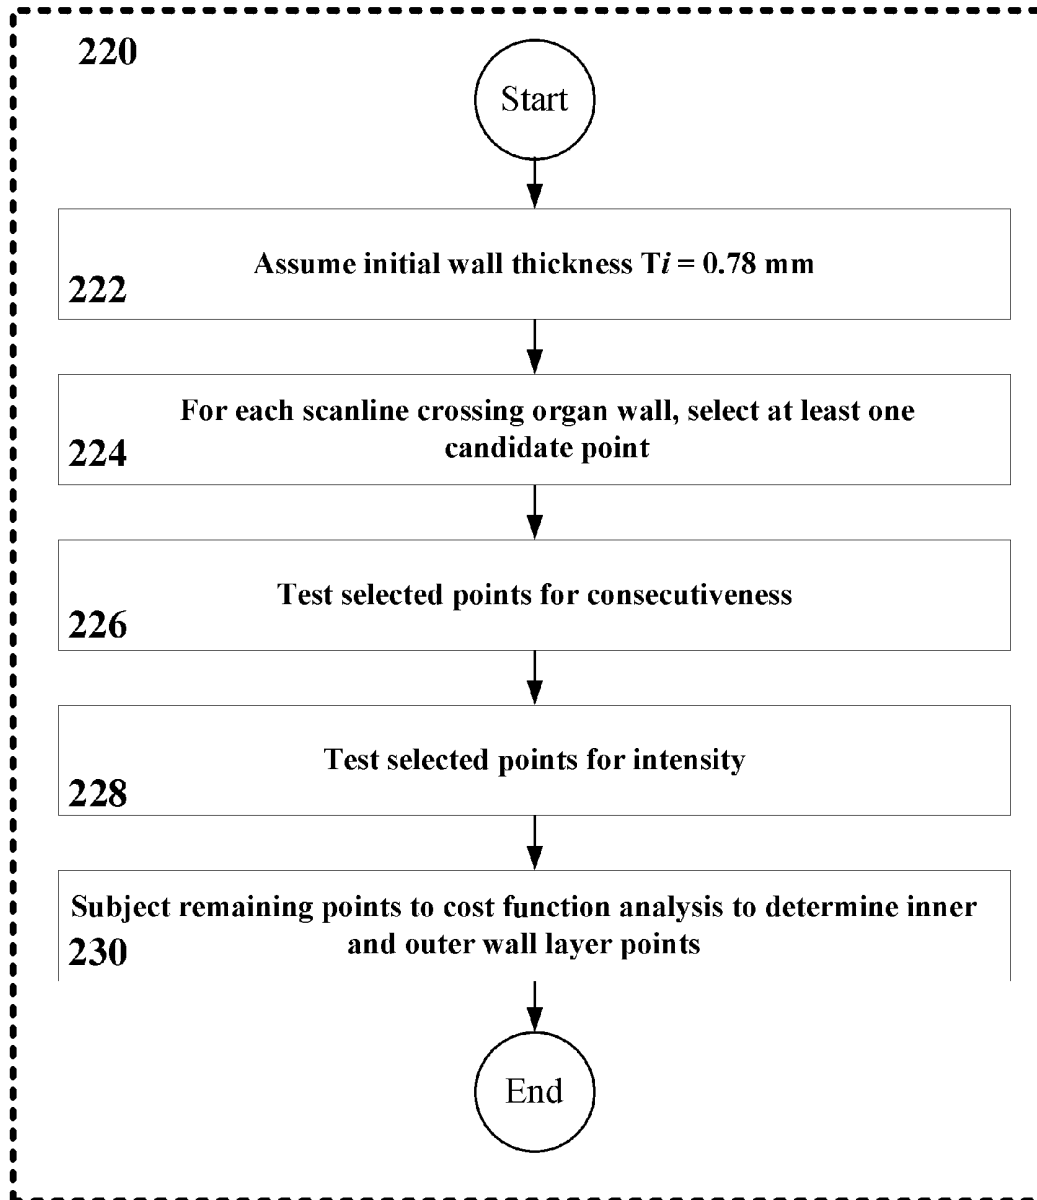 220
Start
Assume initial wall thickness Ti = 0.78 mm
222
For each scanline crossing organ wall, select at least one
candidate point
224
Test selected points for consecutiveness
226
Test selected points for intensity
228
Subject remaining points to cost function analysis to determine inner
and outer wall layer points
230
End